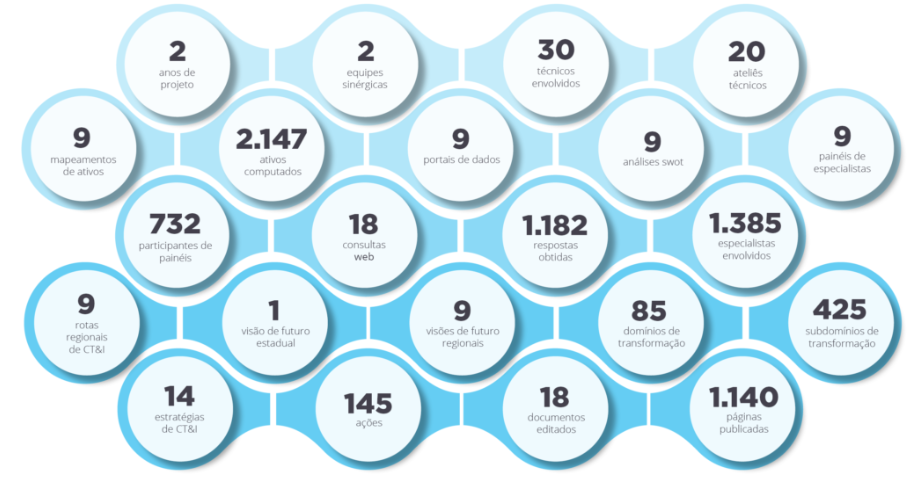 2
anos de
projeto
2
equipes
sinérgicas
30
técnicos
envolvidos
20
ateliês
técnicos
9
mapeamentos
de ativos
2.147
ativos
computados
9
portais de dados
9
análises swot
9
painéis de
especialistas
732
participantes de
painéis
18
consultas
web
1.182
respostas
obtidas
1.385
especialistas
envolvidos
9
rotas
regionais
de CT&I
1
visão de futuro
estadual
9
visões de futuro
regionais
85
domínios de
transformação
425
subdomínios de
transformação
14
estratégias
de CT&I
145
ações
18
documentos
editados
1.140
páginas
publicadas